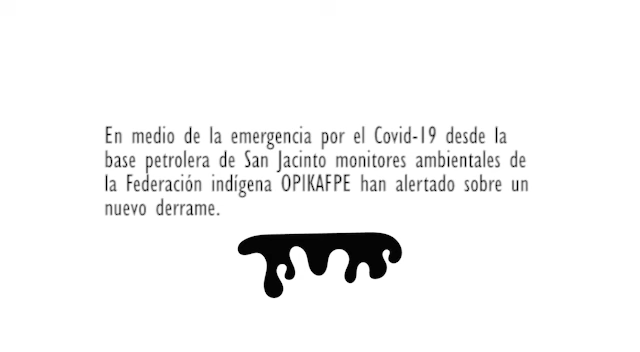 En medio de la emergencia por el Covid-19 desde la
base petrolera de San Jacinto monitores ambientales de
la Federación indígena OPIKAFPE han alertado sobre un
nuevo derrame.